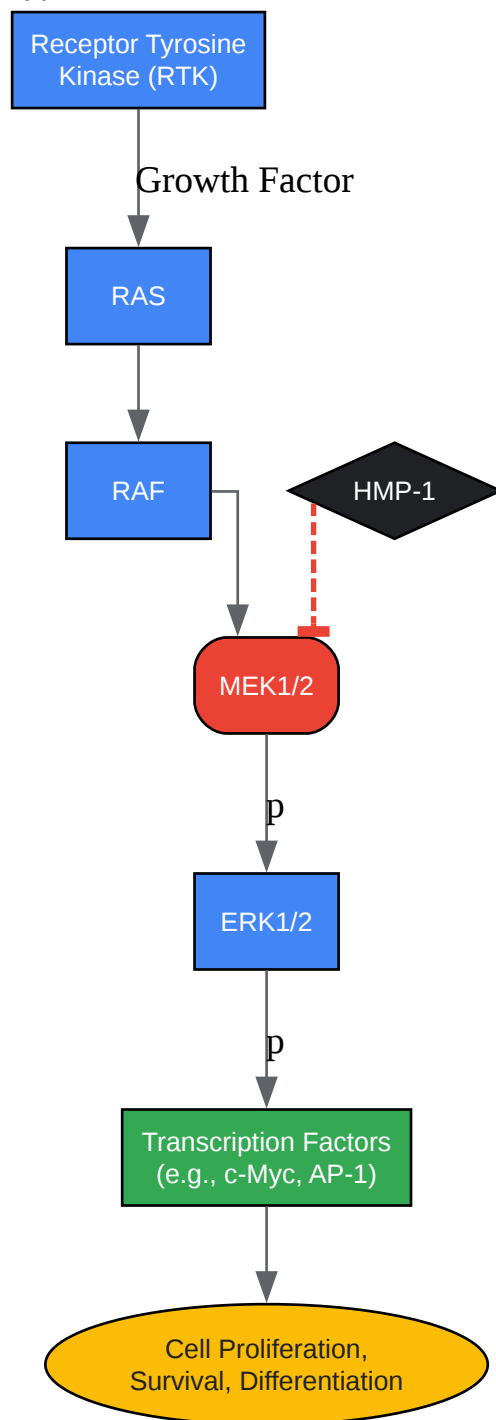 Receptor Tyrosine
Kinase (RTK)
Growth Factor
RAS
RAF
HMP-1
MEK1/2
p
ERK1/2
p
Transcription Factors
(e.g., c-Myc, AP-1)
Cell Proliferation,
Survival, Differentiation